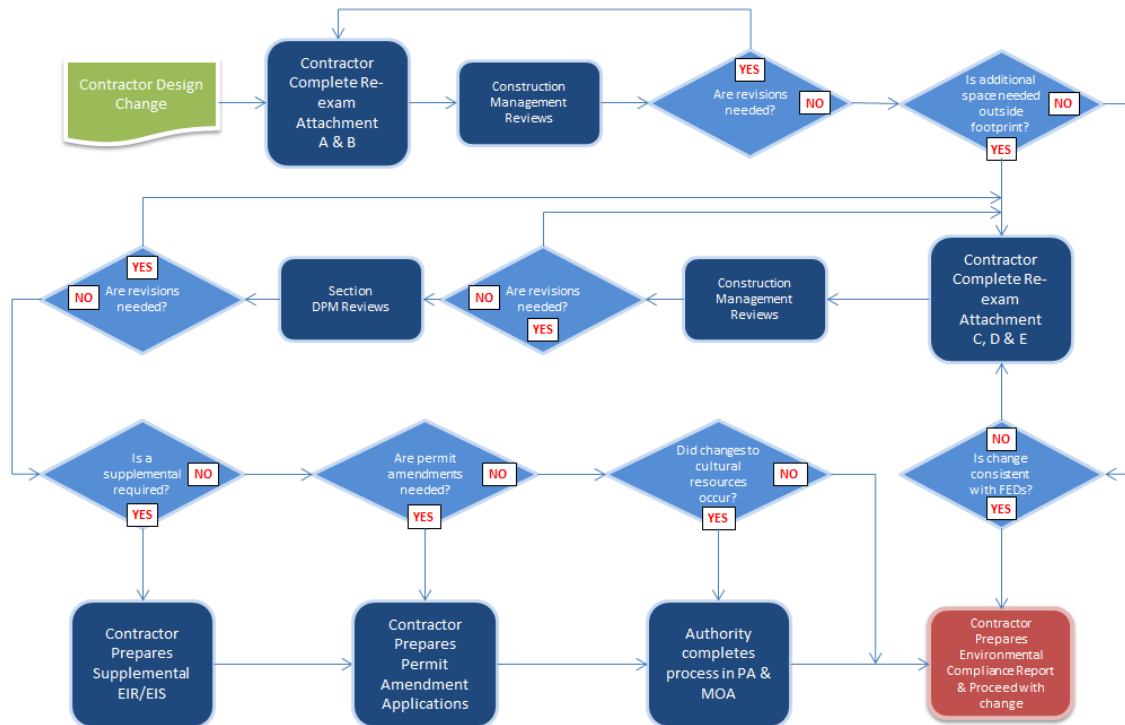 Contractor Design
Change
Contractor
Complete Re-
exam
Attachment
A & B
Construction
Management
Reviews
YES
Are revisions
needed?
NO
Is additional
space needed
outside
footprint?
NO
YES
YES
NO
Are revisions
needed?
Section
DPM Reviews
NO
Are revisions
needed?
YES
Construction
Management
Reviews
Contractor
Complete Re-
exam
Attachment
C, D & E
Is a
supplemental
required?
NO
YES
Are permit
amendments
needed?
NO
YES
Did changes to
cultural
resources
occur?
NO
YES
NO
Is change
consistent
with FEDs?
YES
Contractor
Prepares
Supplemental
EIR/EIS
Contractor
Prepares
Permit
Amendment
Applications
Authority
completes
process in PA &
MOA
Contractor
Prepares
Environmental
Compliance Report
& Proceed with
change